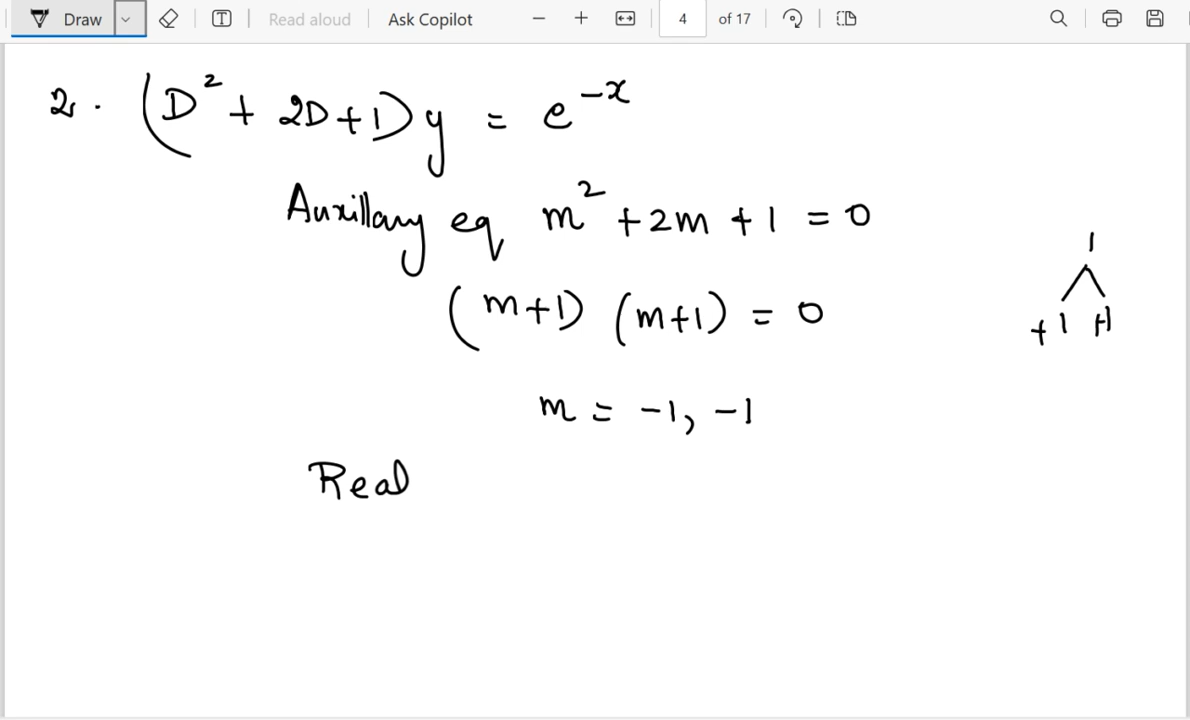 Draw Read aloud Ask Copilot − + 4 of 17
2. (D² + 2D+1)y = e^{-x}
Auxillary eq m² + 2m + 1 = 0
1
(m+1) (m+1) = 0
+1 +1
m = -1, -1
Real